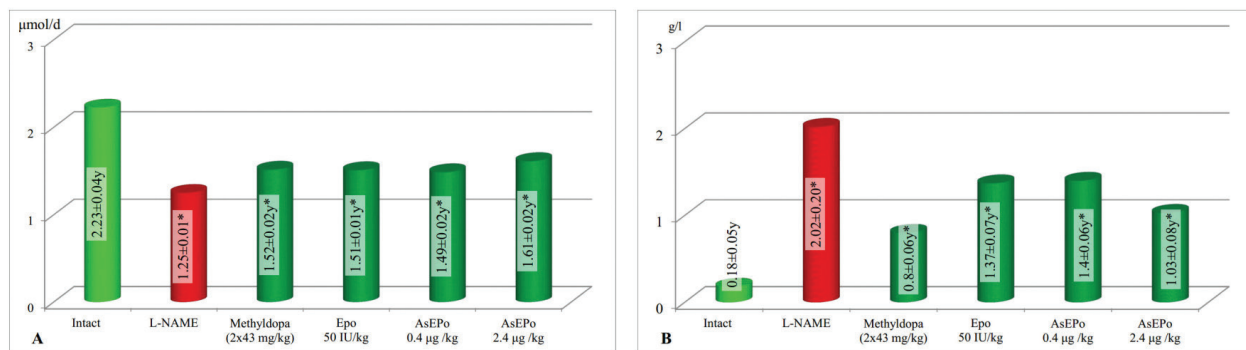 μmol/d
3
2
1
0
2.23±0.04y
1.25±0.01*
1.52±0.02y*
1.51±0.01y*
1.49±0.02y*
1.61±0.02y*
Intact
L-NAME
Methyldopa
(2x43 mg/kg)
Epo
50 IU/kg
AsEPo
0.4 μg /kg
AsEPo
2.4 μg /kg
A
g/l
3
2
1
0
0.18±0.05y
2.02±0.20*
0.8±0.06y*
1.37±0.07y*
1.4±0.06y*
1.03±0.08y*
Intact
L-NAME
Methyldopa
(2x43 mg/kg)
Epo
50 IU/kg
AsEPo
0.4 μg /kg
AsEPo
2.4 μg /kg
B